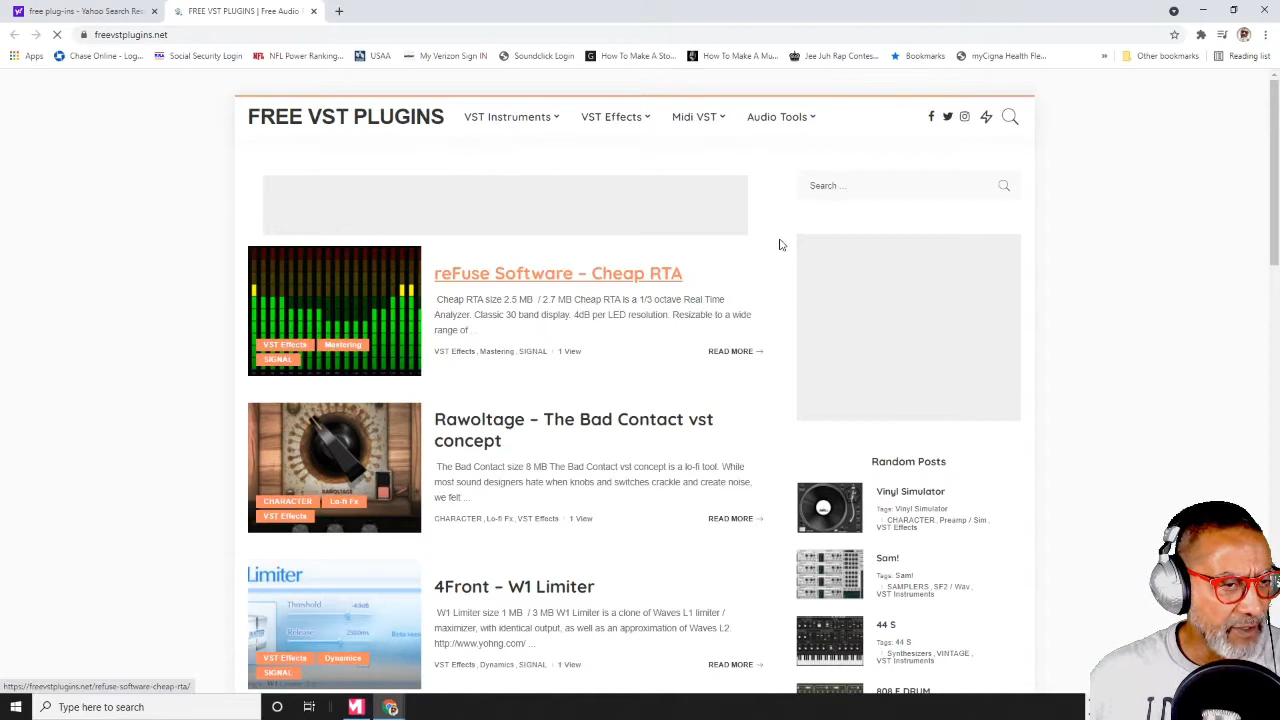 free plugins - Yahoo Search Res
FREE VST PLUGINS | Free Audio
freevstplugins.net
Apps
Chase Online - Log...
Social Security Login
NFL Power Ranking...
USAA
My Verizon Sign IN
Soundclick Login
How To Make A Sto...
How To Make A Mu...
Jee Juh Rap Contes...
Bookmarks
myCigna Health Fle...
»
Other bookmarks
Reading list
FREE VST PLUGINS
VST Instruments
VST Effects
Midi VST
Audio Tools
Search ...
reFuse Software – Cheap RTA
Cheap RTA size 2.5 MB / 2.7 MB Cheap RTA is a 1/3 octave Real Time
Analyzer. Classic 30 band display. 4dB per LED resolution. Resizable to a wide
range of ...
VST Effects
Mastering
SIGNAL
VST Effects , Mastering , SIGNAL
1 View
READ MORE
Rawoltage – The Bad Contact vst
concept
The Bad Contact size 8 MB The Bad Contact vst concept is a lo-fi tool. While
most sound designers hate when knobs and switches crackle and create noise,
we felt ...
RAWOLTAGE
CHARACTER
Lo-fi Fx
VST Effects
CHARACTER , Lo-fi Fx , VST Effects
1 View
READ MORE
Limiter
Threshold
Release
2580ms
4Front – W1 Limiter
W1 Limiter size 1 MB / 3 MB W1 Limiter is a clone of Waves L1 limiter /
maximizer, with identical output, as well as an approximation of Waves L2.
http://www.yohng.com/ ...
VST Effects
Dynamics
SIGNAL
VST Effects , Dynamics , SIGNAL
1 View
READ MORE
Random Posts
Vinyl Simulator
Tags: Vinyl Simulator
CHARACTER , Preamp / Sim ,
VST Effects
Sam!
Tags: Sam!
SAMPLERS , SF2 / Wav ,
VST Instruments
44 S
Tags: 44 S
Synthesizers , VINTAGE ,
VST Instruments
808 E DRUM
https://freevstplugins.net/refuse-software-cheap-rta/
Type here to search